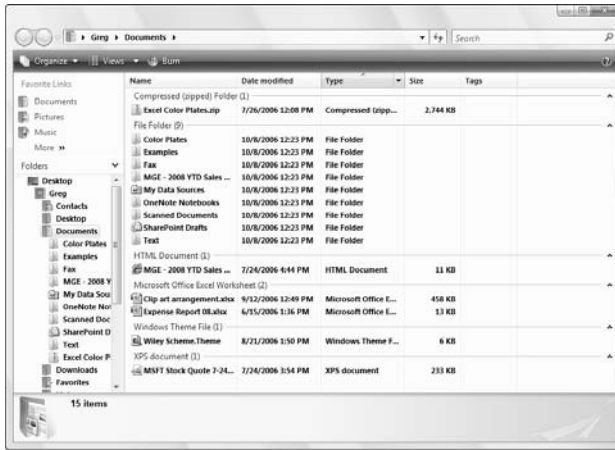 Greg ▸ Documents ▸
Search
Organize Views Burn
Favorite Links
Documents
Pictures
Music
More »
Folders
Desktop
Greg
Contacts
Desktop
Documents
Color Plates
Examples
Fax
MGE - 2008 Y
My Data Sou
OneNote Not
Scanned Doc
SharePoint D
Text
Excel Color P
Downloads
Favorites
Name Date modified Type Size Tags
Compressed (zipped) Folder (1)
Excel Color Plates.zip 7/26/2006 12:08 PM Compressed (zipp... 2,744 KB
File Folder (9)
Color Plates 10/8/2006 12:23 PM File Folder
Examples 10/8/2006 12:23 PM File Folder
Fax 10/8/2006 12:23 PM File Folder
MGE - 2008 YTD Sales ... 10/8/2006 12:23 PM File Folder
My Data Sources 10/8/2006 12:23 PM File Folder
OneNote Notebooks 10/8/2006 12:23 PM File Folder
Scanned Documents 10/8/2006 12:23 PM File Folder
SharePoint Drafts 10/8/2006 12:23 PM File Folder
Text 10/8/2006 12:23 PM File Folder
HTML Document (1)
MGE - 2008 YTD Sales ... 7/24/2006 4:44 PM HTML Document 11 KB
Microsoft Office Excel Worksheet (2)
Clip art arrangement.xlsx 9/12/2006 12:49 PM Microsoft Office E... 458 KB
Expense Report 08.xlsx 6/15/2006 1:36 PM Microsoft Office E... 13 KB
Windows Theme File (1)
Wiley Scheme.Theme 8/21/2006 1:50 PM Windows Theme F... 6 KB
XPS document (1)
MSFT Stock Quote 7-24... 7/24/2006 3:54 PM XPS document 233 KB
15 items